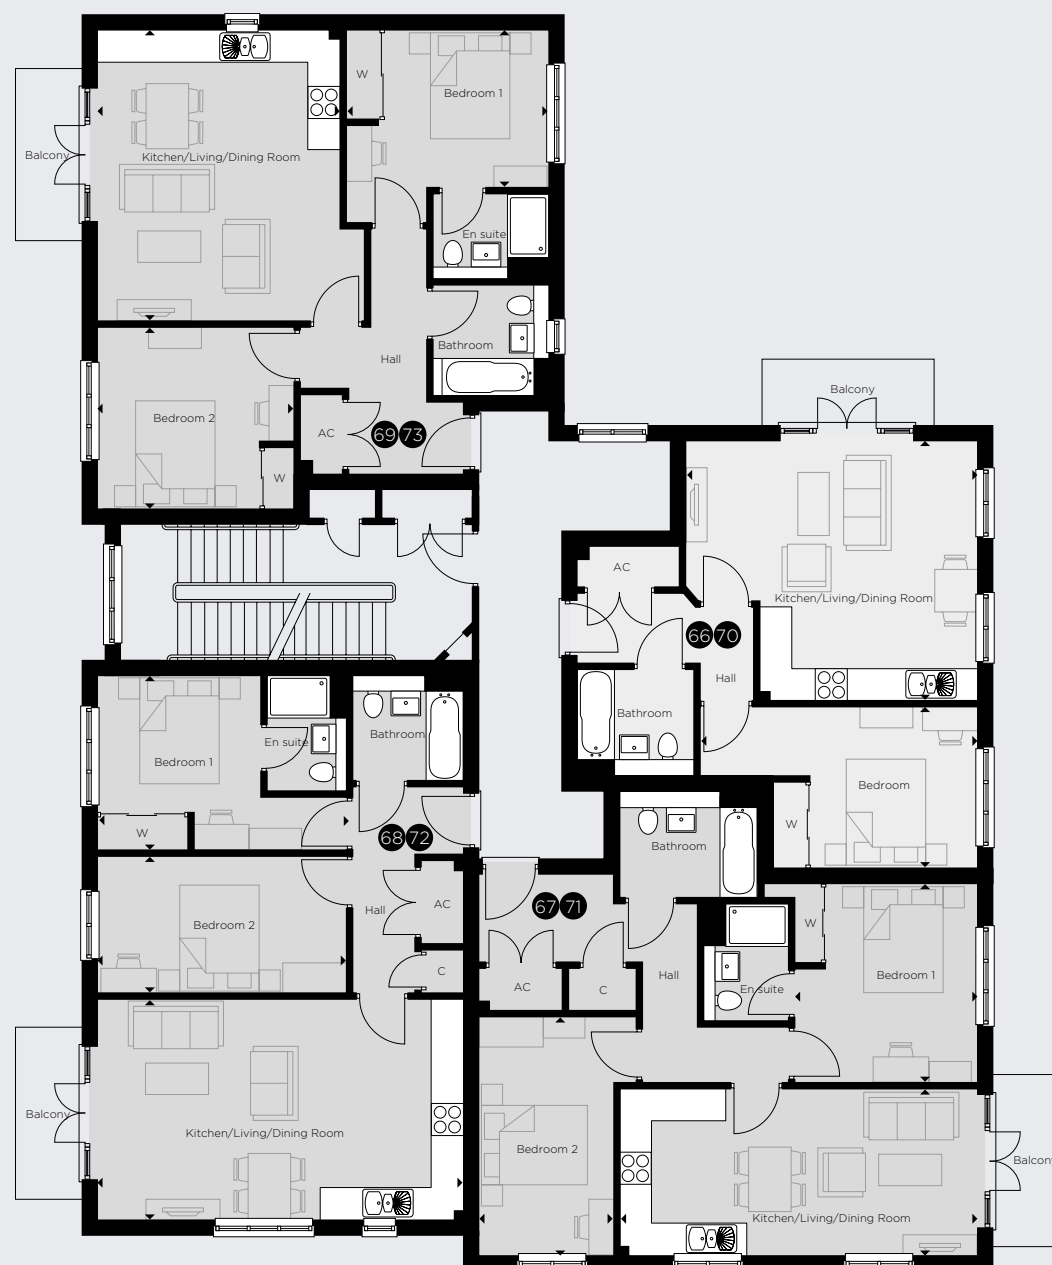 W
Bedroom 1
Balcony
Kitchen/Living/Dining Room
En suite
Bathroom
Hall
Bedroom 2
AC
69 73
W
Balcony
Kitchen/Living/Dining Room
AC
66 70
Hall
Bathroom
Bedroom
W
Bedroom 1
En suite
Bathroom
W
68 72
Bedroom 2
Hall
AC
C
Balcony
Kitchen/Living/Dining Room
Bathroom
67 71
W
Bedroom 1
Hall
En suite
AC
C
Bedroom 2
Balcony
Kitchen/Living/Dining Room